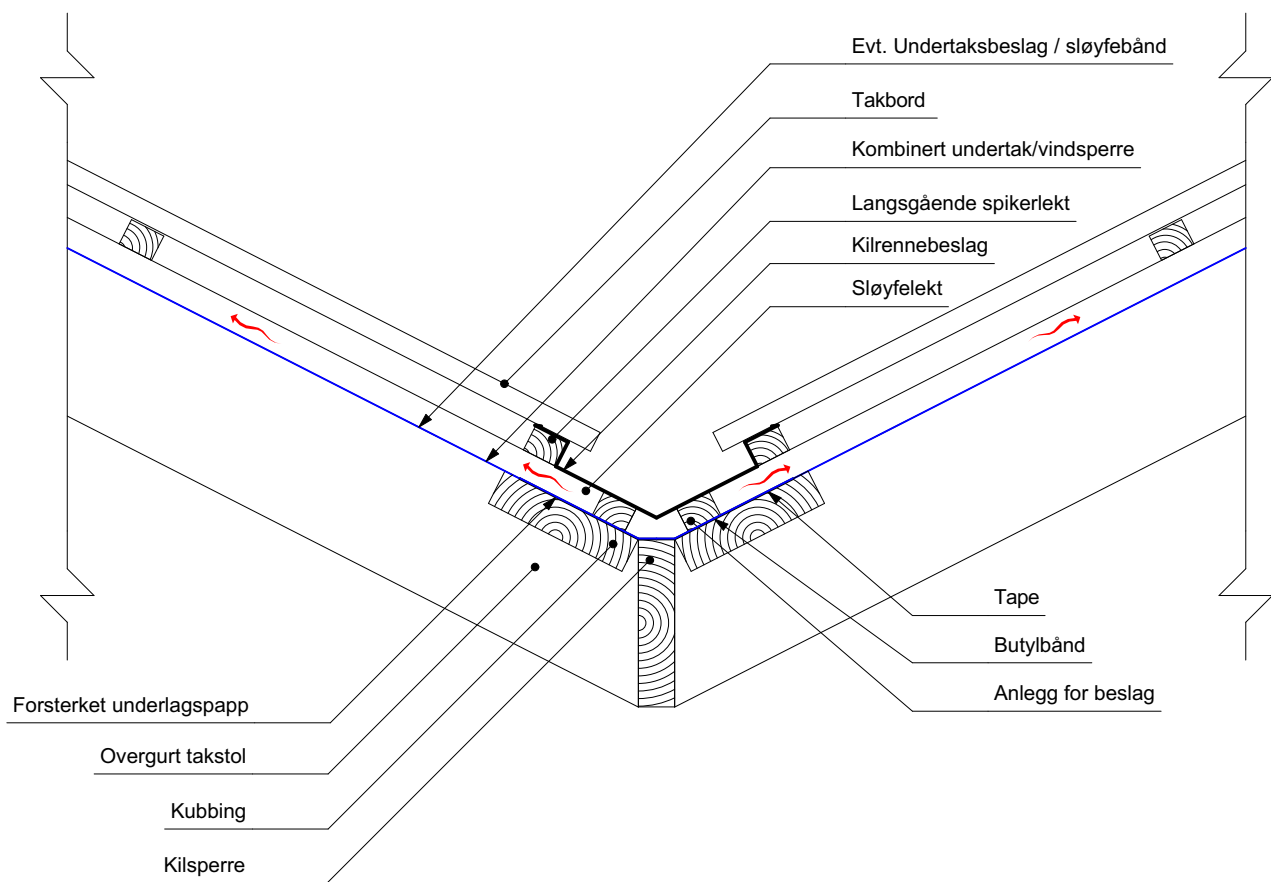 Evt. Undertaksbeslag / sløyfebånd
Takbord
Kombinert undertak/vindsperre
Langsgående spikerlekt
Kilrennebeslag
Sløyfelekt
Tape
Butylbånd
Anlegg for beslag
Forsterket underlagspapp
Overgurt takstol
Kubbing
Kilsperre